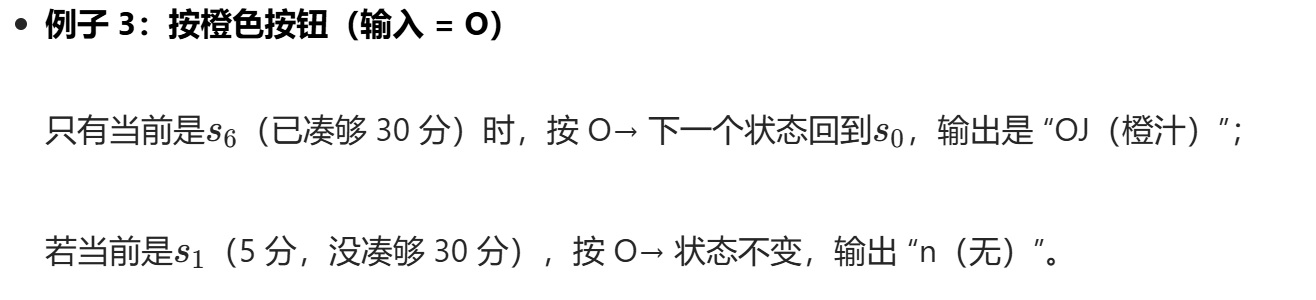 • 例子 3：按橙色按钮（输入 = O）
只有当前是s₆（已凑够 30 分）时，按 O→ 下一个状态回到s₀，输出是 “OJ（橙汁）”；
若当前是s₁（5 分，没凑够 30 分），按 O→ 状态不变，输出 “n（无）”。